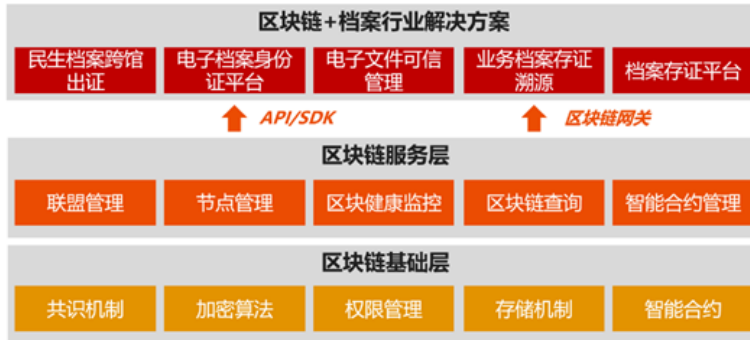 区块链+档案行业解决方案
民生档案跨馆
出证
电子档案身份
证平台
电子文件可信
管理
业务档案存证
溯源
档案存证平台
API/SDK
区块链网关
区块链服务层
联盟管理
节点管理
区块健康监控
区块链查询
智能合约管理
区块链基础层
共识机制
加密算法
权限管理
存储机制
智能合约